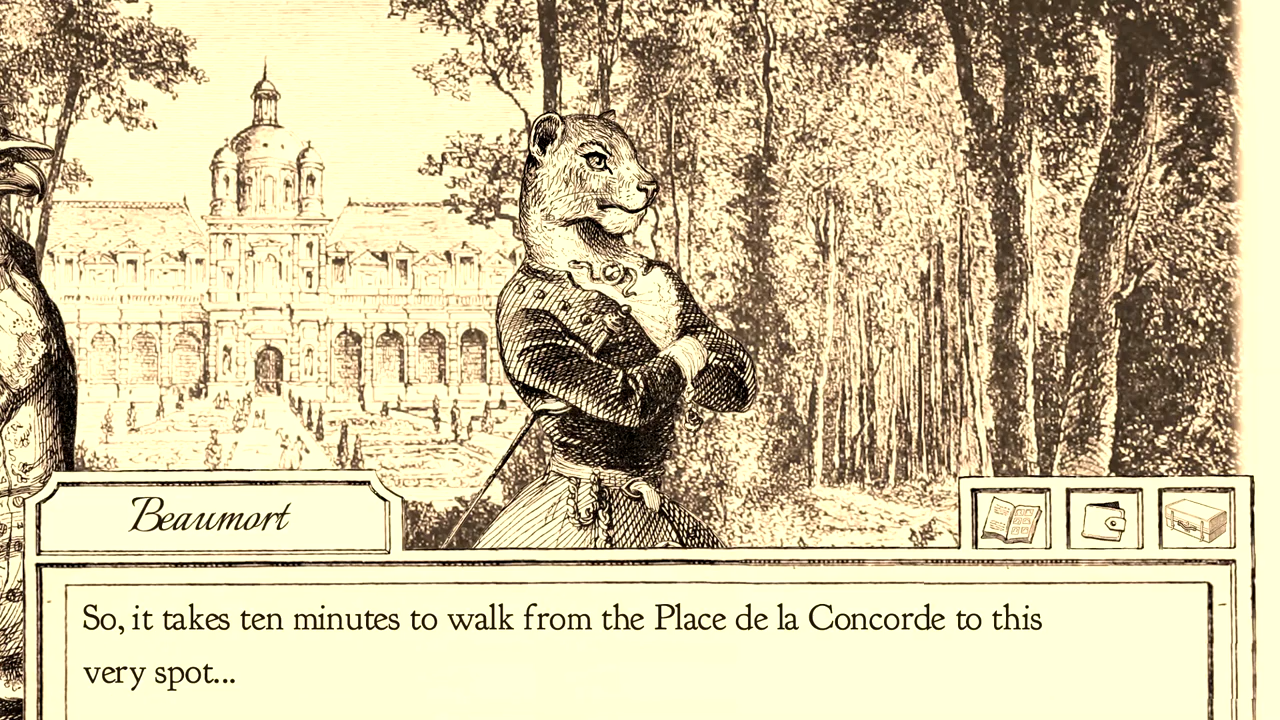 Beaumort
So, it takes ten minutes to walk from the Place de la Concorde to this
very spot...